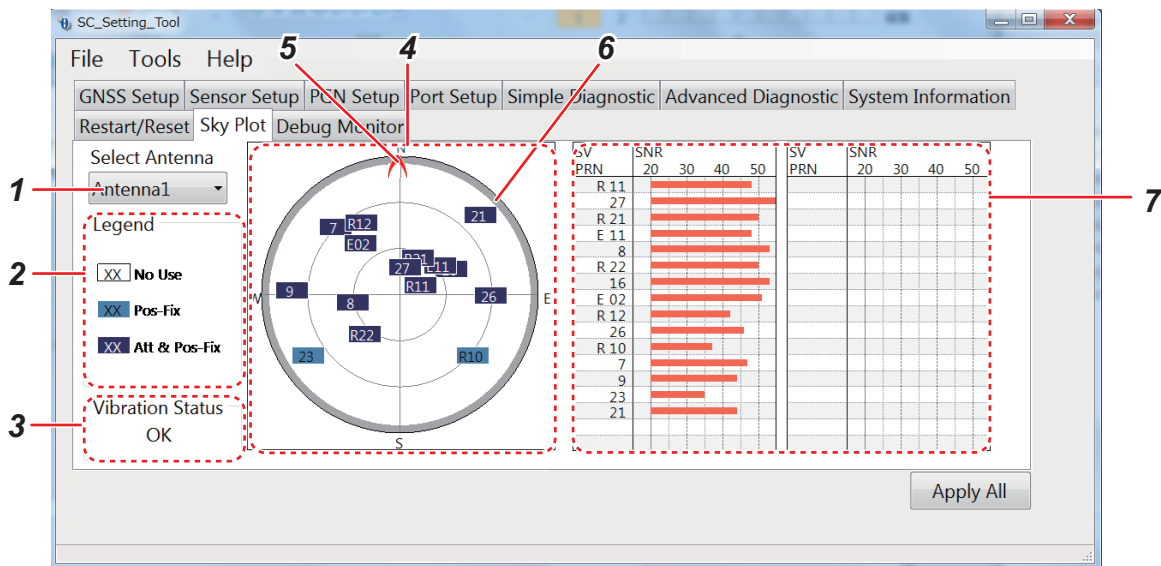 SC_Setting_Tool
File Tools Help
5 4 6
GNSS Setup Sensor Setup PGN Setup Port Setup Simple Diagnostic Advanced Diagnostic System Information
Restart/Reset Sky Plot Debug Monitor
Select Antenna
1
Antenna1
Legend
2
XX No Use
XX Pos-Fix
XX Att & Pos-Fix
3
Vibration Status
OK
N
21
7 R12
E02
27 E11
R11
9
8
26
E
R22
23
R10
S
SV SNR SV SNR
PRN 20 30 40 50 PRN 20 30 40 50
7
R 11
27
R 21
E 11
8
R 22
16
E 02
R 12
26
R 10
7
9
23
21
Apply All